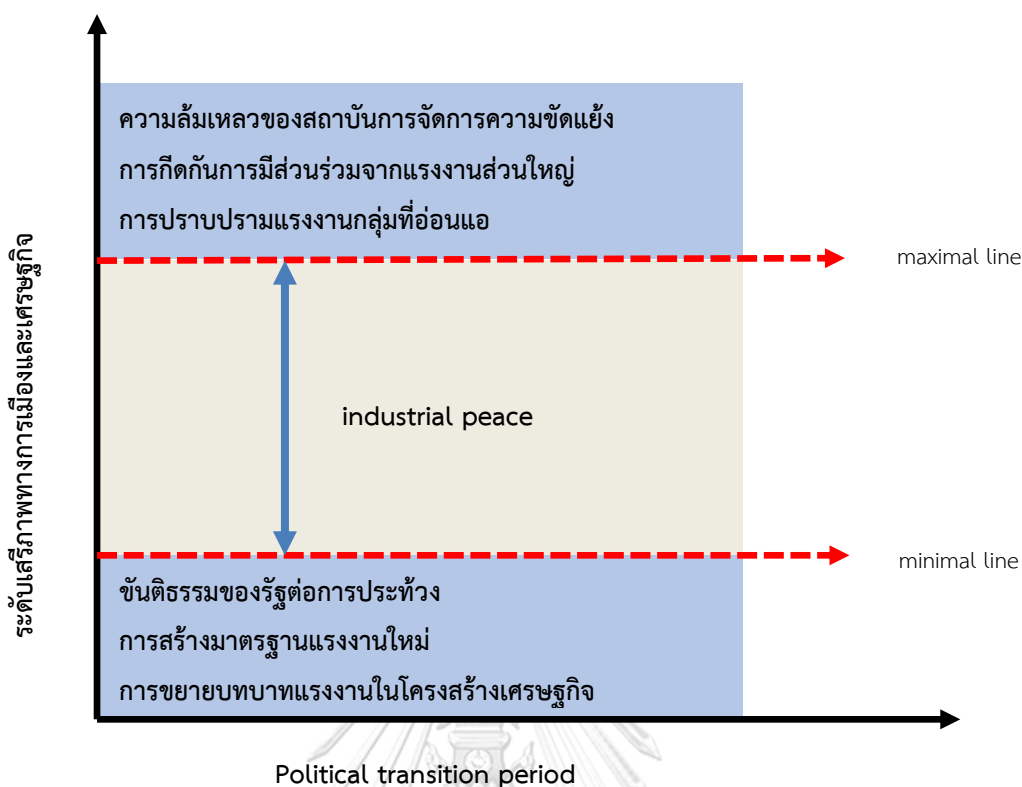 ความล้มเหลวของสถาบันการจัดการความขัดแย้ง
การกีดกันการมีส่วนร่วมจากแรงงานส่วนใหญ่
การปราบปรามแรงงานกลุ่มที่อ่อนแอ
maximal line
ระดับเสรีภาพทางการเมืองและเศรษฐกิจ
industrial peace
minimal line
ขันติธรรมของรัฐต่อการประท้วง
การสร้างมาตรฐานแรงงานใหม่
การขยายบทบาทแรงงานในโครงสร้างเศรษฐกิจ
Political transition period